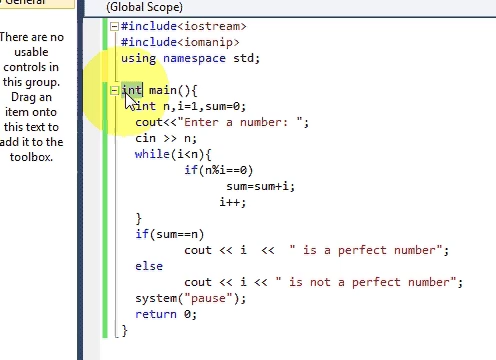 General
(Global Scope)
There are no
usable
controls in
this group.
Drag an
item onto
this text to
add it to the
toolbox.
#include<iostream>
#include<iomanip>
using namespace std;
int main(){
int n,i=1,sum=0;
cout<<"Enter a number: ";
cin >> n;
while(i<n){
if(n%i==0)
sum=sum+i;
i++;
}
if(sum==n)
cout << i << " is a perfect number";
else
cout << i << " is not a perfect number";
system("pause");
return 0;
}